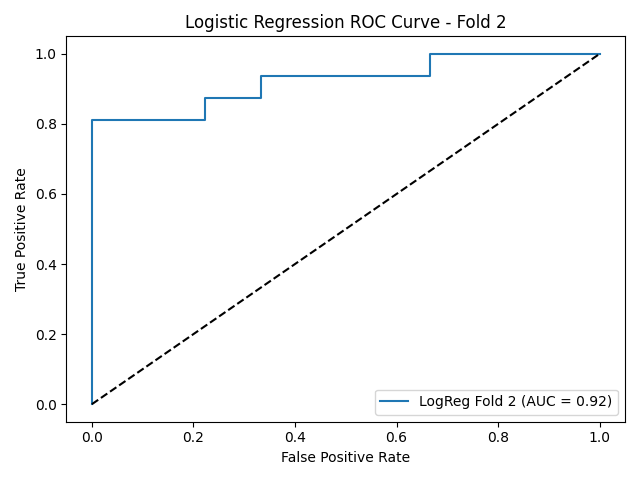 Logistic Regression ROC Curve - Fold 2
True Positive Rate
1.0
0.8
0.6
0.4
0.2
0.0
LogReg Fold 2 (AUC = 0.92)
0.0 0.2 0.4 0.6 0.8 1.0
False Positive Rate